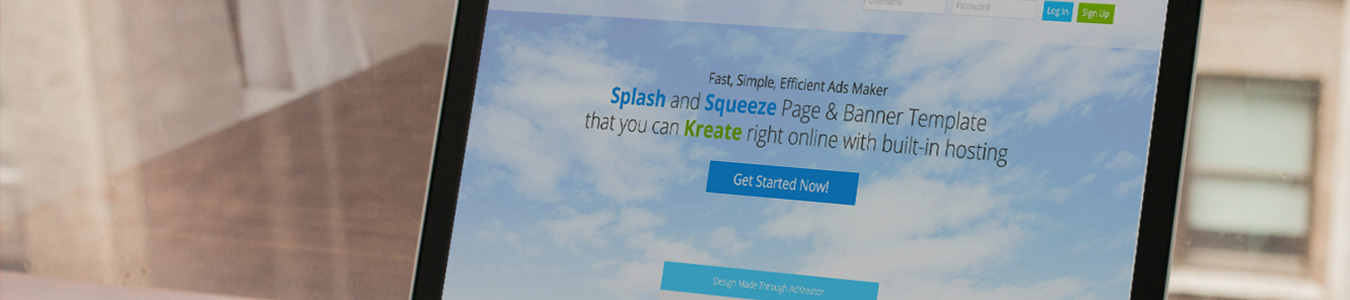 Username Password Log In Sign Up
Fast, Simple, Efficient Ads Maker
Splash and Squeeze Page & Banner Template
that you can Kreate right online with built-in hosting
Get Started Now!
Design Made Through AdKreator